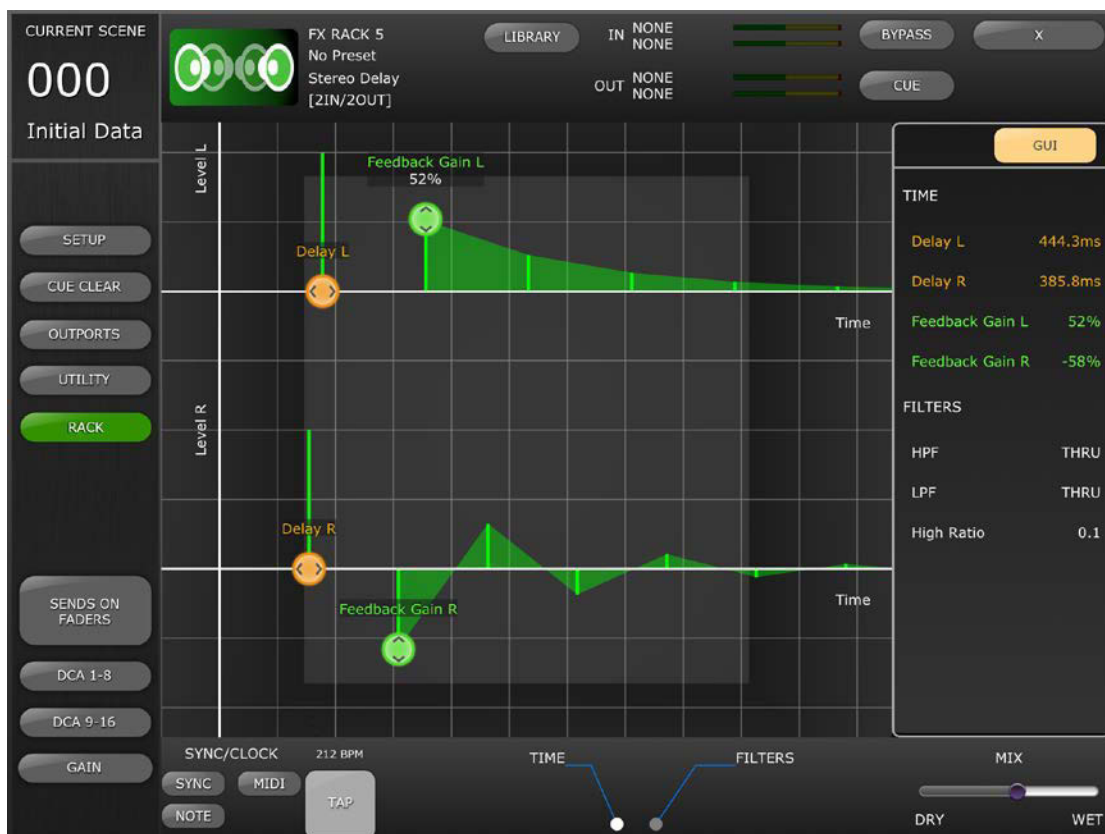 CURRENT SCENE
000
Initial Data
FX RACK 5
No Preset
Stereo Delay
[2IN/2OUT]
LIBRARY
IN NONE
NONE
OUT NONE
NONE
BYPASS
X
CUE
SETUP
CUE CLEAR
OUTPORTS
UTILITY
RACK
SENDS ON
FADERS
DCA 1-8
DCA 9-16
GAIN
Level L
Feedback Gain L
52%
Delay L
Time
Level R
Delay R
Feedback Gain R
Time
GUI
TIME
Delay L 444.3ms
Delay R 385.8ms
Feedback Gain L 52%
Feedback Gain R -58%
FILTERS
HPF THRU
LPF THRU
High Ratio 0.1
SYNC/CLOCK 212 BPM
SYNC MIDI
NOTE
TAP
TIME FILTERS
MIX
DRY WET